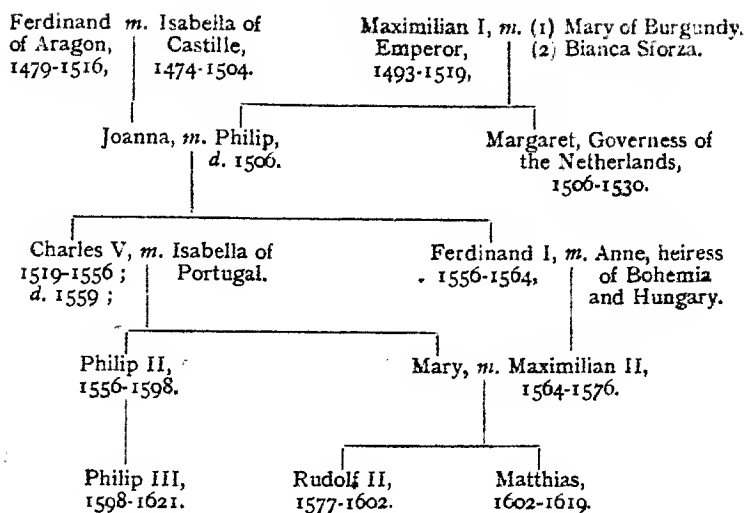 Ferdinand m. Isabella of
of Aragon, Castille,
1479-1516, 1474-1504.
Maximilian I, m. (1) Mary of Burgundy.
Emperor, (2) Bianca Sforza.
1493-1519,
Joanna, m. Philip,
d. 1506.
Margaret, Governess of
the Netherlands,
1506-1530.
Charles V, m. Isabella of
1519-1556 ; Portugal.
d. 1559 ;
Ferdinand I, m. Anne, heiress
1556-1564, of Bohemia
and Hungary.
Philip II,
1556-1598.
Mary, m. Maximilian II,
1564-1576.
Philip III,
1598-1621.
Rudolf II,
1577-1602.
Matthias,
1602-1619.